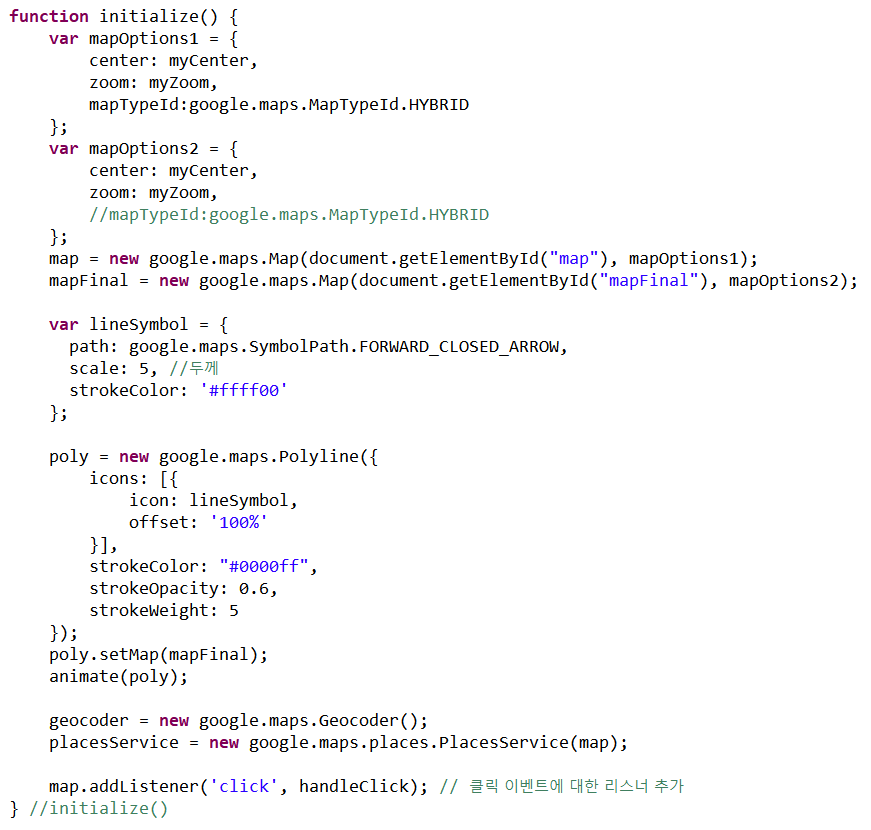 function initialize() {
    var mapOptions1 = {
        center: myCenter,
        zoom: myZoom,
        mapTypeId:google.maps.MapTypeId.HYBRID
    };
    var mapOptions2 = {
        center: myCenter,
        zoom: myZoom,
        //mapTypeId:google.maps.MapTypeId.HYBRID
    };
    map = new google.maps.Map(document.getElementById("map"), mapOptions1);
    mapFinal = new google.maps.Map(document.getElementById("mapFinal"), mapOptions2);

    var lineSymbol = {
      path: google.maps.SymbolPath.FORWARD_CLOSED_ARROW,
      scale: 5, //두께
      strokeColor: '#ffff00'
    };

    poly = new google.maps.Polyline({
        icons: [{
            icon: lineSymbol,
            offset: '100%'
        }],
        strokeColor: "#0000ff",
        strokeOpacity: 0.6,
        strokeWeight: 5
    });
    poly.setMap(mapFinal);
    animate(poly);

    geocoder = new google.maps.Geocoder();
    placesService = new google.maps.places.PlacesService(map);

    map.addListener('click', handleClick); // 클릭 이벤트에 대한 리스너 추가
} //initialize()